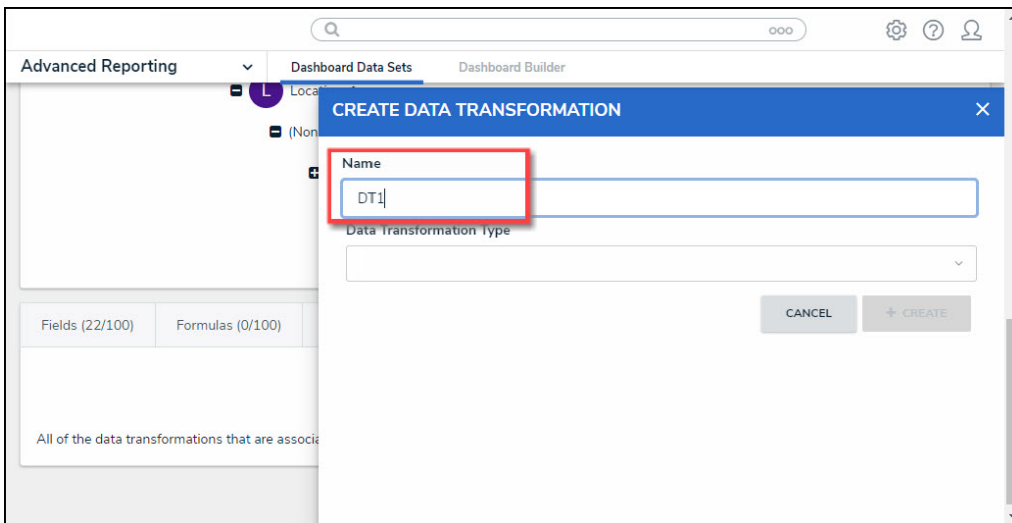 Advanced Reporting
Dashboard Data Sets
Dashboard Builder
L
CREATE DATA TRANSFORMATION
(Non
Name
DT1
Data Transformation Type
CANCEL
+ CREATE
Fields (22/100)
Formulas (0/100)
All of the data transformations that are associa